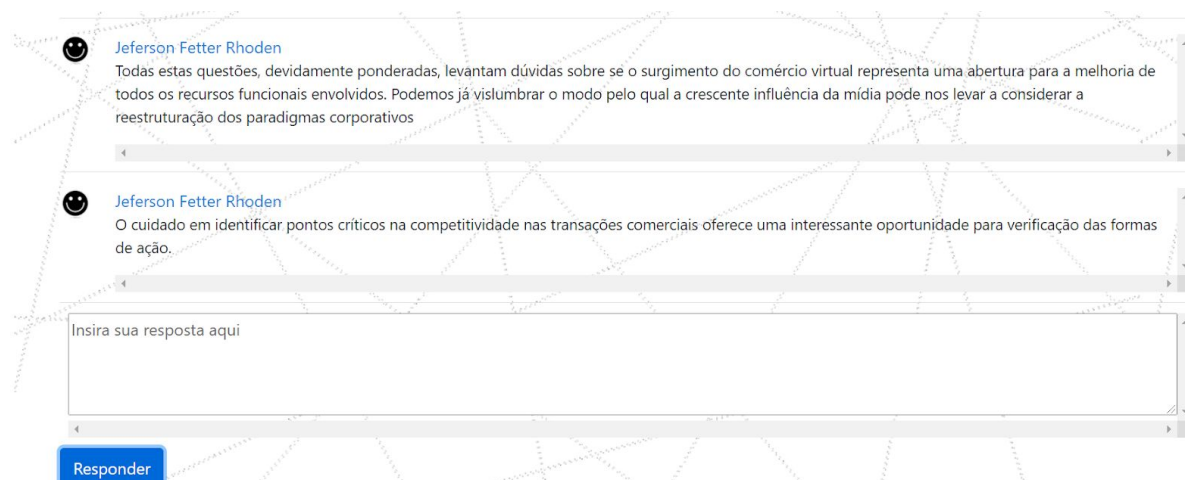 Jeferson Fetter Rhoden
Todas estas questões, devidamente ponderadas, levantam dúvidas sobre se o surgimento do comércio virtual representa uma abertura para a melhoria de
todos os recursos funcionais envolvidos. Podemos já vislumbrar o modo pelo qual a crescente influência da mídia pode nos levar a considerar a
reestruturação dos paradigmas corporativos
Jeferson Fetter Rhoden
O cuidado em identificar pontos críticos na competitividade nas transações comerciais oferece uma interessante oportunidade para verificação das formas
de ação.
Insira sua resposta aqui
Responder